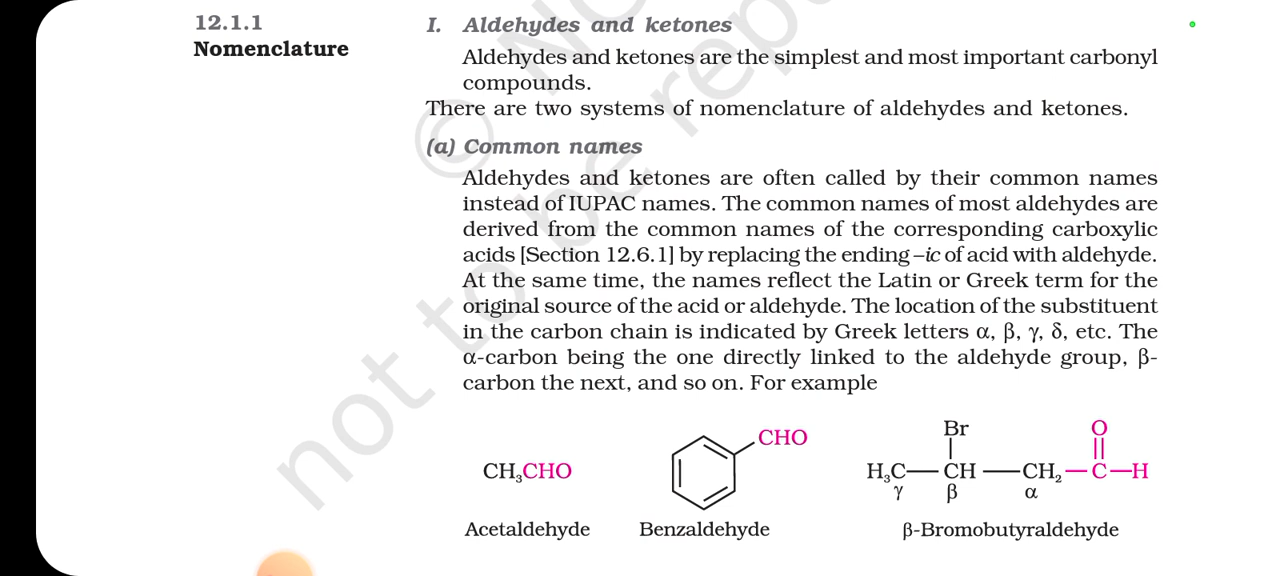 12.1.1
Nomenclature
I. Aldehydes and ketones
Aldehydes and ketones are the simplest and most important carbonyl
compounds.
There are two systems of nomenclature of aldehydes and ketones.
(a) Common names
Aldehydes and ketones are often called by their common names
instead of IUPAC names. The common names of most aldehydes are
derived from the common names of the corresponding carboxylic
acids [Section 12.6.1] by replacing the ending –ic of acid with aldehyde.
At the same time, the names reflect the Latin or Greek term for the
original source of the acid or aldehyde. The location of the substituent
in the carbon chain is indicated by Greek letters α, β, γ, δ, etc. The
α-carbon being the one directly linked to the aldehyde group, β-
carbon the next, and so on. For example
CH₃CHO
CHO
Br
O
H₃C—CH—CH₂—C—H
γ β α
Acetaldehyde Benzaldehyde β-Bromobutyraldehyde
© N
not to be rep